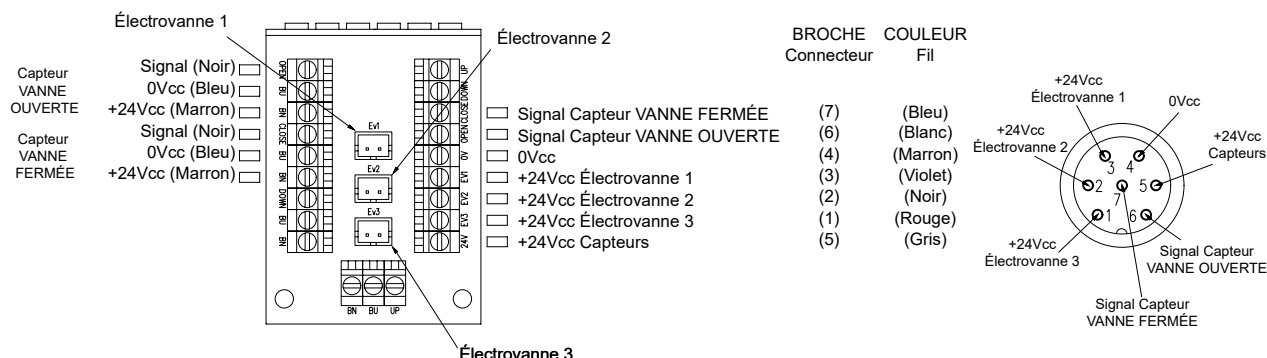 Électrovanne 1
Électrovanne 2
Capteur
VANNE
OUVERTE
Signal (Noir)
0Vcc (Bleu)
+24Vcc (Marron)
Capteur
VANNE
FERMÉE
Signal (Noir)
0Vcc (Bleu)
+24Vcc (Marron)
OPEN
BU
BN
CLOSE
BU
BN
DOWN
BU
BN
Ev1
Ev2
Ev3
UP
DOWN
CLOSE
OPEN
0V
EV1
EV2
EV3
24V
BN BU UP
Électrovanne 3
BROCHE COULEUR
Connecteur Fil
Signal Capteur VANNE FERMÉE (7) (Bleu)
Signal Capteur VANNE OUVERTE (6) (Blanc)
0Vcc (4) (Marron)
+24Vcc Électrovanne 1 (3) (Violet)
+24Vcc Électrovanne 2 (2) (Noir)
+24Vcc Électrovanne 3 (1) (Rouge)
+24Vcc Capteurs (5) (Gris)
+24Vcc
Électrovanne 1
0Vcc
+24Vcc
Électrovanne 2
+24Vcc
Capteurs
3 4
2 5
7
1 6
+24Vcc
Électrovanne 3
Signal Capteur
VANNE OUVERTE
Signal Capteur
VANNE FERMÉE